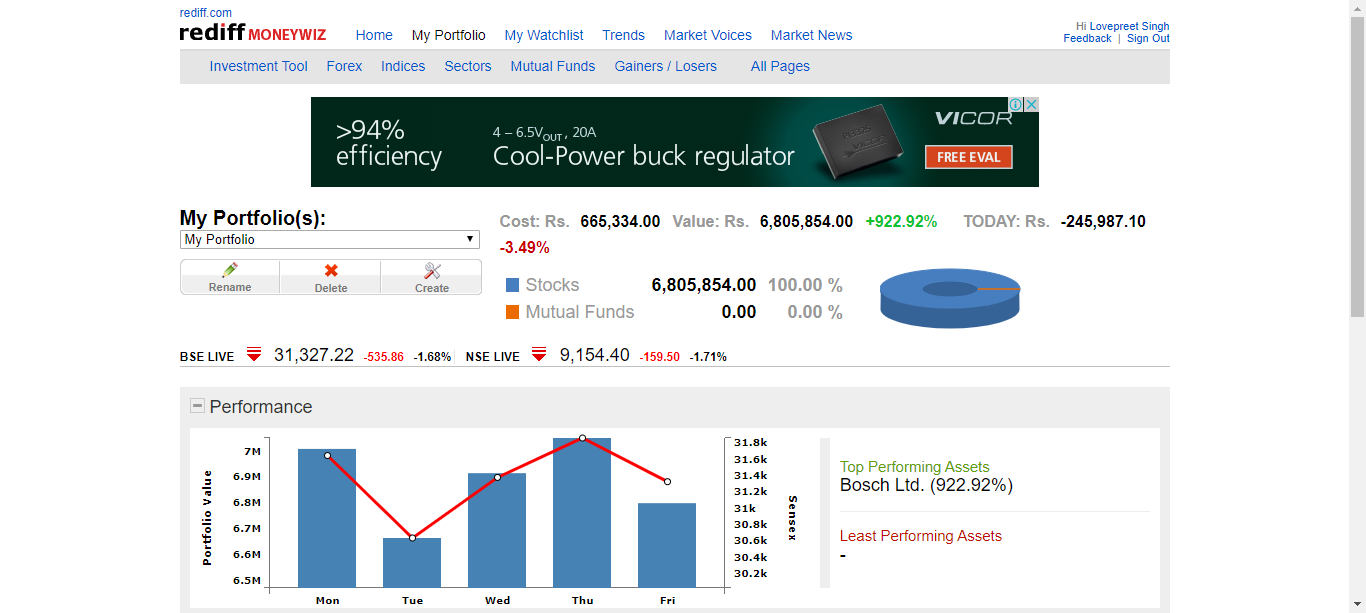 rediff.com
rediff MONEYWIZ
Home My Portfolio My Watchlist Trends Market Voices Market News
Hi Lovepreet Singh
Feedback | Sign Out
Investment Tool Forex Indices Sectors Mutual Funds Gainers / Losers All Pages
>94%
efficiency
4 – 6.5VOUT, 20A
Cool-Power buck regulator
VICOR
FREE EVAL
My Portfolio(s):
My Portfolio
Rename Delete Create
Cost: Rs. 665,334.00 Value: Rs. 6,805,854.00 +922.92% TODAY: Rs. -245,987.10
-3.49%
Stocks 6,805,854.00 100.00 %
Mutual Funds 0.00 0.00 %
BSE LIVE 31,327.22 -535.86 -1.68% NSE LIVE 9,154.40 -159.50 -1.71%
Performance
Portfolio Value
7M
6.9M
6.8M
6.7M
6.6M
6.5M
Mon Tue Wed Thu Fri
31.8k
31.6k
31.4k
31.2k
31k
30.8k
30.6k
30.4k
30.2k
Sensex
Top Performing Assets
Bosch Ltd. (922.92%)
Least Performing Assets
-